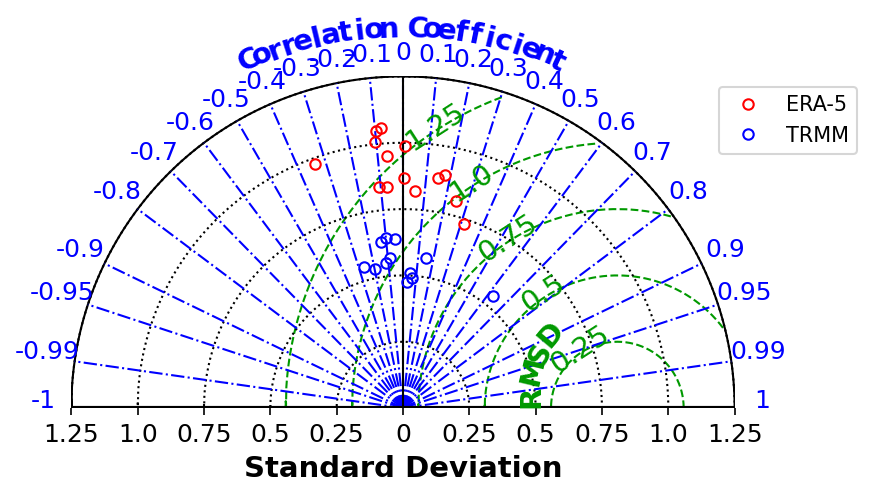 Correlation Coefficient
-1 -0.99 -0.95 -0.9 -0.8 -0.7 -0.6 -0.5 -0.4 -0.3 -0.2 -0.1 0 0.1 0.2 0.3 0.4 0.5 0.6 0.7 0.8 0.9 0.95 0.99 1
ERA-5
TRMM
1.25
1.0
0.75
0.5
0.25
RMSD
1.25 1.0 0.75 0.5 0.25 0 0.25 0.5 0.75 1.0 1.25
Standard Deviation